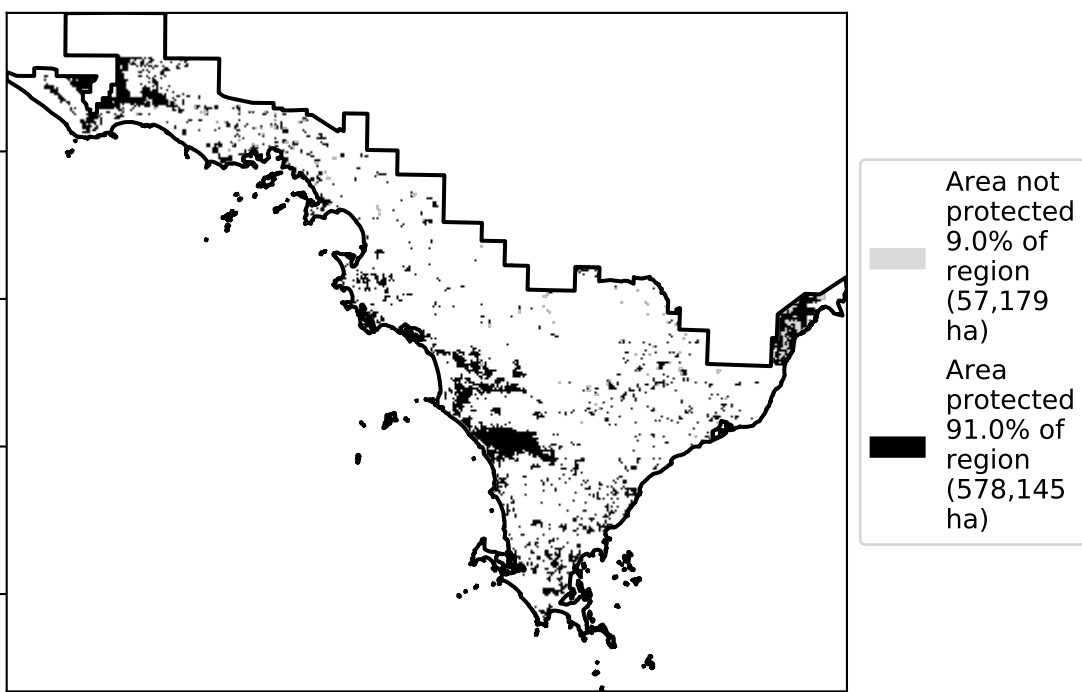 Area not
protected
9.0% of
region
(57,179
ha)
Area
protected
91.0% of
region
(578,145
ha)